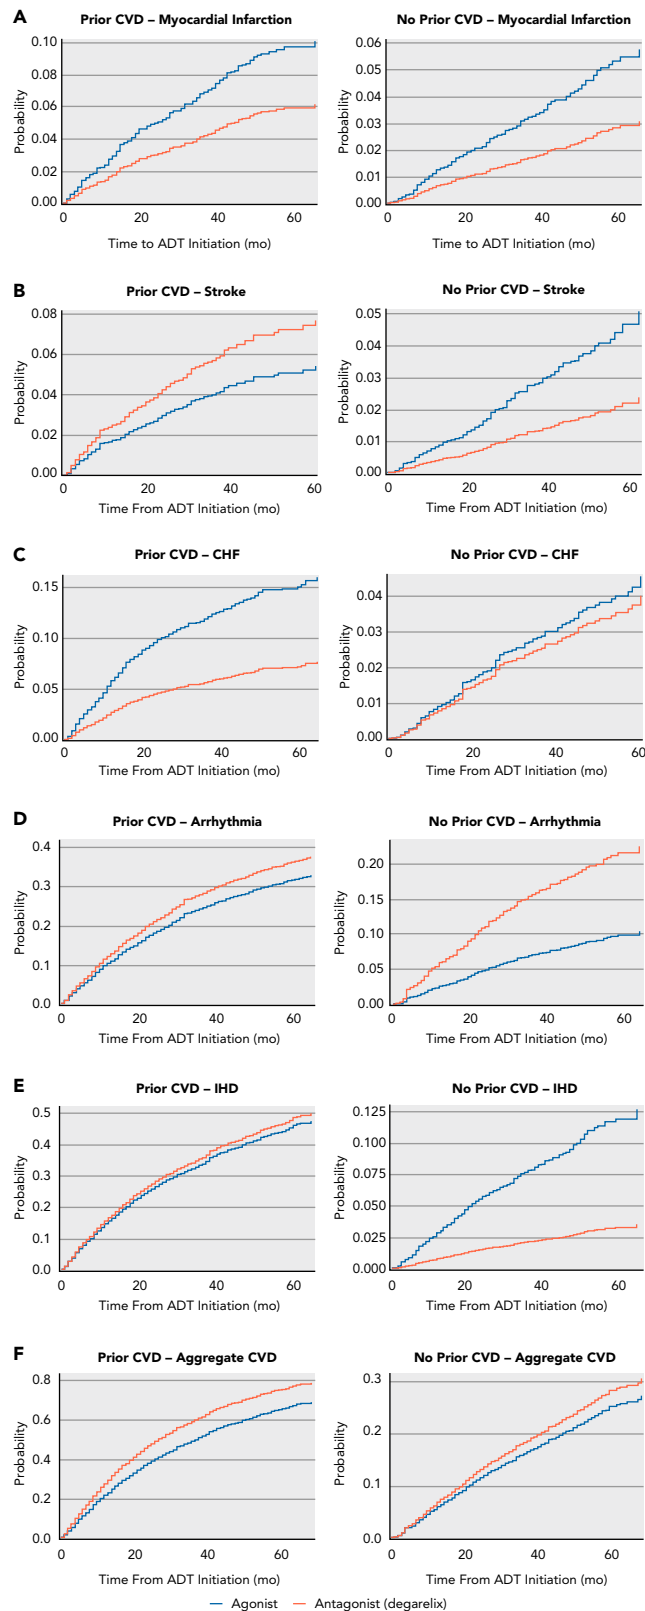 A
Prior CVD – Myocardial Infarction
No Prior CVD – Myocardial Infarction
Probability
0.10
0.08
0.06
0.04
0.02
0.00
0 20 40 60
Time to ADT Initiation (mo)
Probability
0.06
0.05
0.04
0.03
0.02
0.01
0.00
0 20 40 60
Time to ADT Initiation (mo)
B
Prior CVD – Stroke
No Prior CVD – Stroke
Probability
0.08
0.06
0.04
0.02
0.00
0 20 40 60
Time From ADT Initiation (mo)
Probability
0.05
0.04
0.03
0.02
0.01
0.00
0 20 40 60
Time From ADT Initiation (mo)
C
Prior CVD – CHF
No Prior CVD – CHF
Probability
0.15
0.10
0.05
0.00
0 20 40 60
Time From ADT Initiation (mo)
Probability
0.04
0.03
0.02
0.01
0.00
0 20 40 60
Time From ADT Initiation (mo)
D
Prior CVD – Arrhythmia
No Prior CVD – Arrhythmia
Probability
0.4
0.3
0.2
0.1
0.0
0 20 40 60
Time From ADT Initiation (mo)
Probability
0.20
0.15
0.10
0.05
0.00
0 20 40 60
Time From ADT Initiation (mo)
E
Prior CVD – IHD
No Prior CVD – IHD
Probability
0.5
0.4
0.3
0.2
0.1
0.0
0 20 40 60
Time From ADT Initiation (mo)
Probability
0.125
0.100
0.075
0.050
0.025
0.000
0 20 40 60
Time From ADT Initiation (mo)
F
Prior CVD – Aggregate CVD
No Prior CVD – Aggregate CVD
Probability
0.8
0.6
0.4
0.2
0.0
0 20 40 60
Time From ADT Initiation (mo)
Probability
0.3
0.2
0.1
0.0
0 20 40 60
Time From ADT Initiation (mo)
Agonist
Antagonist (degarelix)